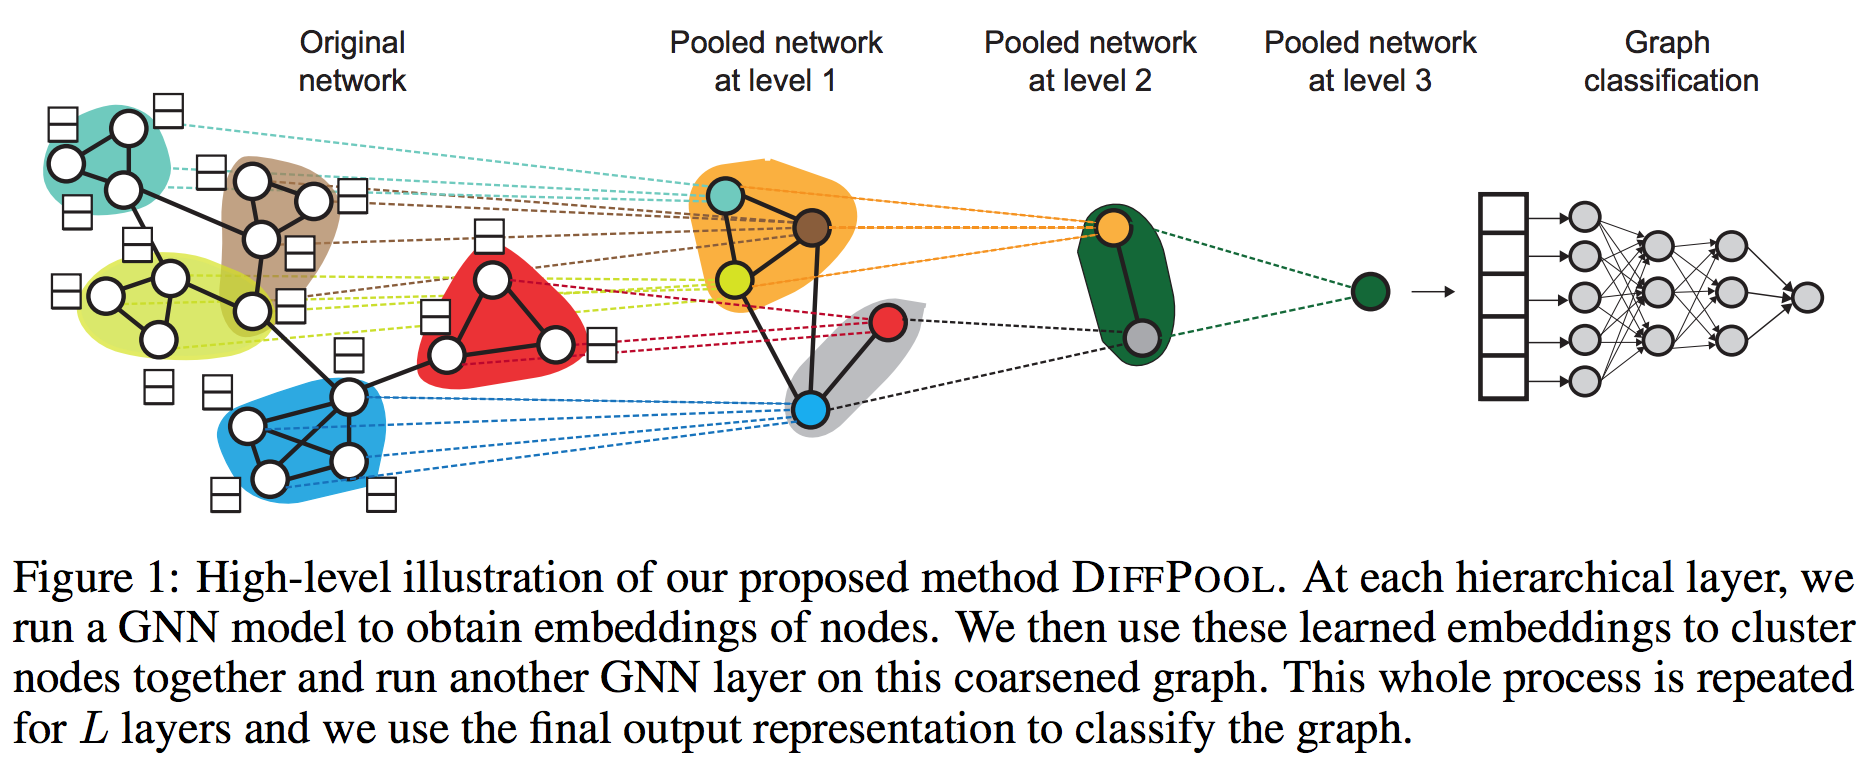 Original
network
Pooled network
at level 1
Pooled network
at level 2
Pooled network
at level 3
Graph
classification
Figure 1: High-level illustration of our proposed method DIFFPOOL. At each hierarchical layer, we
run a GNN model to obtain embeddings of nodes. We then use these learned embeddings to cluster
nodes together and run another GNN layer on this coarsened graph. This whole process is repeated
for L layers and we use the final output representation to classify the graph.